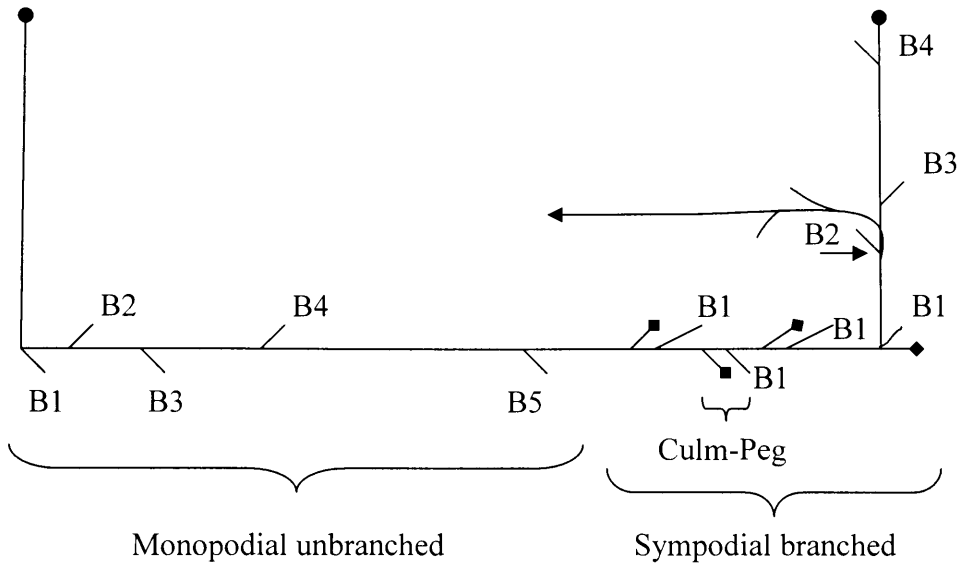 B4
B3
B2
B2
B4
B1
B1
B1
B1
B3
B5
B1
Culm-Peg
Monopodial unbranched
Sympodial branched